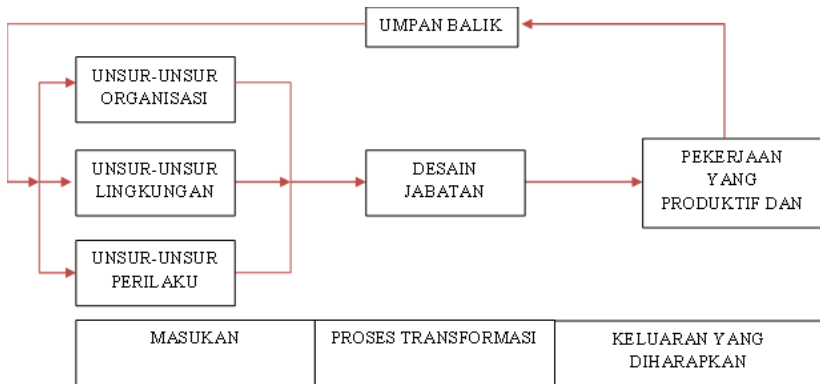 UMPAN BALIK
UNSUR-UNSUR
ORGANISASI
UNSUR-UNSUR
LINGKUNGAN
UNSUR-UNSUR
PERILAKU
DESAIN
JABATAN
PEKERJAAN
YANG
PRODUKTIF DAN
MASUKAN
PROSES TRANSFORMASI
KELUARAN YANG
DIHARAPKAN